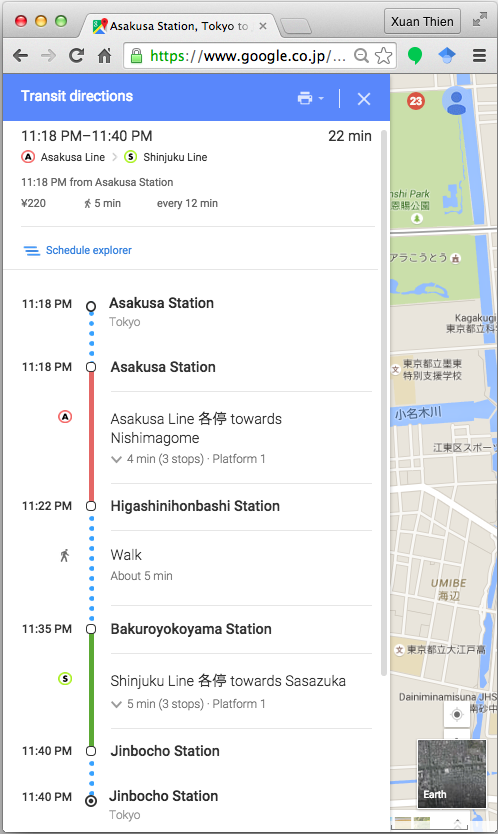 Xuan Thien
Asakusa Station, Tokyo to
https://www.google.co.jp/...
Transit directions
11:18 PM–11:40 PM
22 min
A Asakusa Line > S Shinjuku Line
11:18 PM from Asakusa Station
¥220
5 min
every 12 min
Schedule explorer
11:18 PM
Asakusa Station
Tokyo
11:18 PM
Asakusa Station
A
Asakusa Line 各停 towards
Nishimagome
4 min (3 stops) · Platform 1
11:22 PM
Higashinihonbashi Station
Walk
About 5 min
11:35 PM
Bakuroyokoyama Station
S
Shinjuku Line 各停 towards Sasazuka
5 min (3 stops) · Platform 1
11:40 PM
Jinbocho Station
11:40 PM
Jinbocho Station
Tokyo
23
nshi Park
恩賜公園
アラこうとう
Kagakugi
東京都立科
文
東京都立墨東
特別支援学校
小名木川
江東区スポー
UMIBE
海辺
文
東京都立大江戸高
Dainiminamisuna JHS
南砂中
Earth